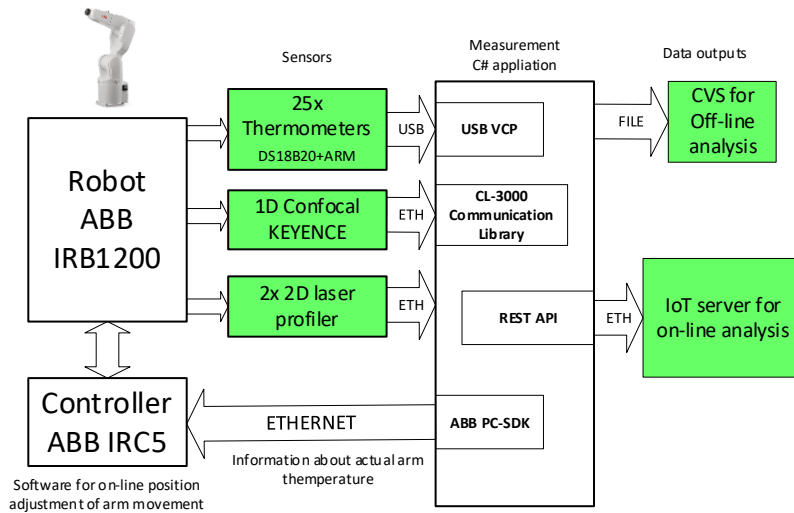 Sensors
Measurement
C# appliation
Data outputs
25x
Thermometers
DS18B20+ARM
USB
USB VCP
FILE
CVS for
Off-line
analysis
Robot
ABB
IRB1200
1D Confocal
KEYENCE
ETH
CL-3000
Communication
Library
2x 2D laser
profiler
ETH
REST API
ETH
IoT server for
on-line analysis
Controller
ABB IRC5
ETHERNET
ABB PC-SDK
Information about actual arm
themperature
Software for on-line position
adjustment of arm movement